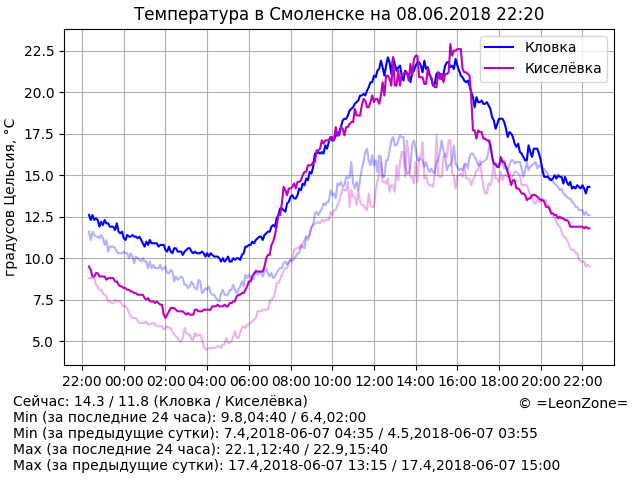 Температура в Смоленске на 08.06.2018 22:20
Кловка
Киселёвка
градусов Цельсия, °C
22.5
20.0
17.5
15.0
12.5
10.0
7.5
5.0
22:00 00:00 02:00 04:00 06:00 08:00 10:00 12:00 14:00 16:00 18:00 20:00 22:00
Сейчас: 14.3 / 11.8 (Кловка / Киселёвка)
© =LeonZone=
Min (за последние 24 часа): 9.8,04:40 / 6.4,02:00
Min (за предыдущие сутки): 7.4,2018-06-07 04:35 / 4.5,2018-06-07 03:55
Max (за последние 24 часа): 22.1,12:40 / 22.9,15:40
Max (за предыдущие сутки): 17.4,2018-06-07 13:15 / 17.4,2018-06-07 15:00